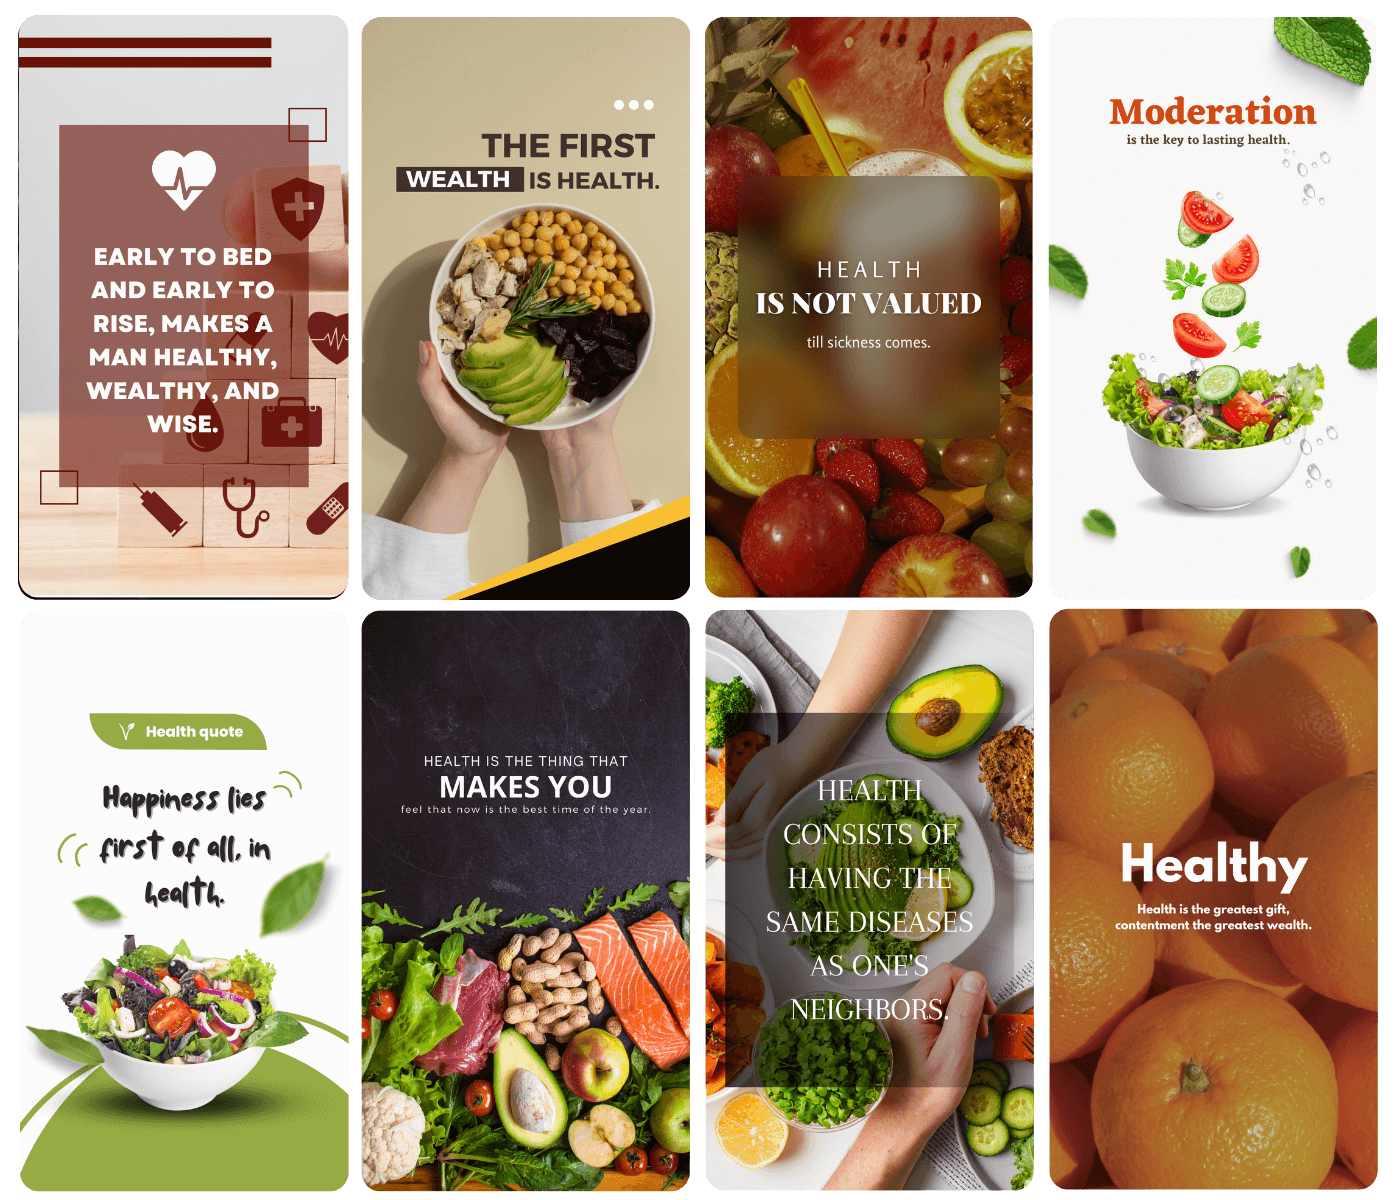 EARLY TO BED
AND EARLY TO
RISE, MAKES A
MAN HEALTHY,
WEALTHY, AND
WISE.
THE FIRST
WEALTH IS HEALTH.
HEALTH
IS NOT VALUED
till sickness comes.
Moderation
is the key to lasting health.
Health quote
Happiness lies
first of all, in
health.
HEALTH IS THE THING THAT
MAKES YOU
feel that now is the best time of the year.
HEALTH
CONSISTS OF
HAVING THE
SAME DISEASES
AS ONE'S
NEIGHBORS.
Healthy
Health is the greatest gift,
contentment the greatest wealth.